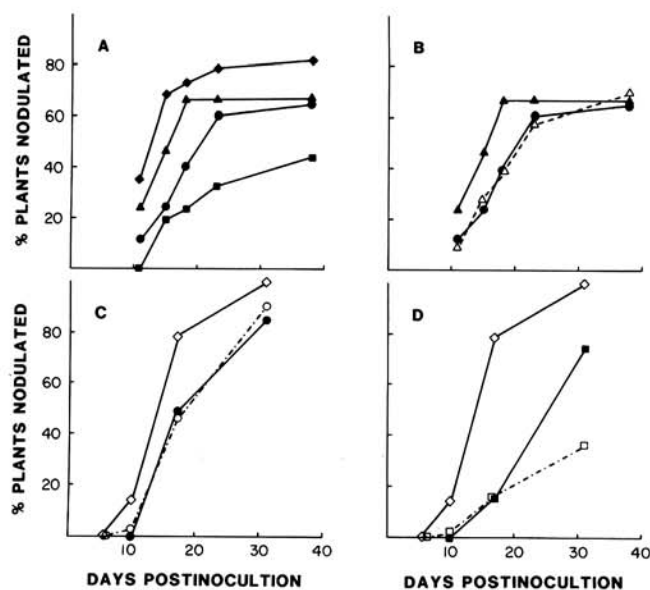 A
B
80
60
40
20
% PLANTS NODULATED
C
D
80
60
40
20
% PLANTS NODULATED
10 20 30 40
10 20 30 40
DAYS POSTINOCULTION
DAYS POSTINOCULTION